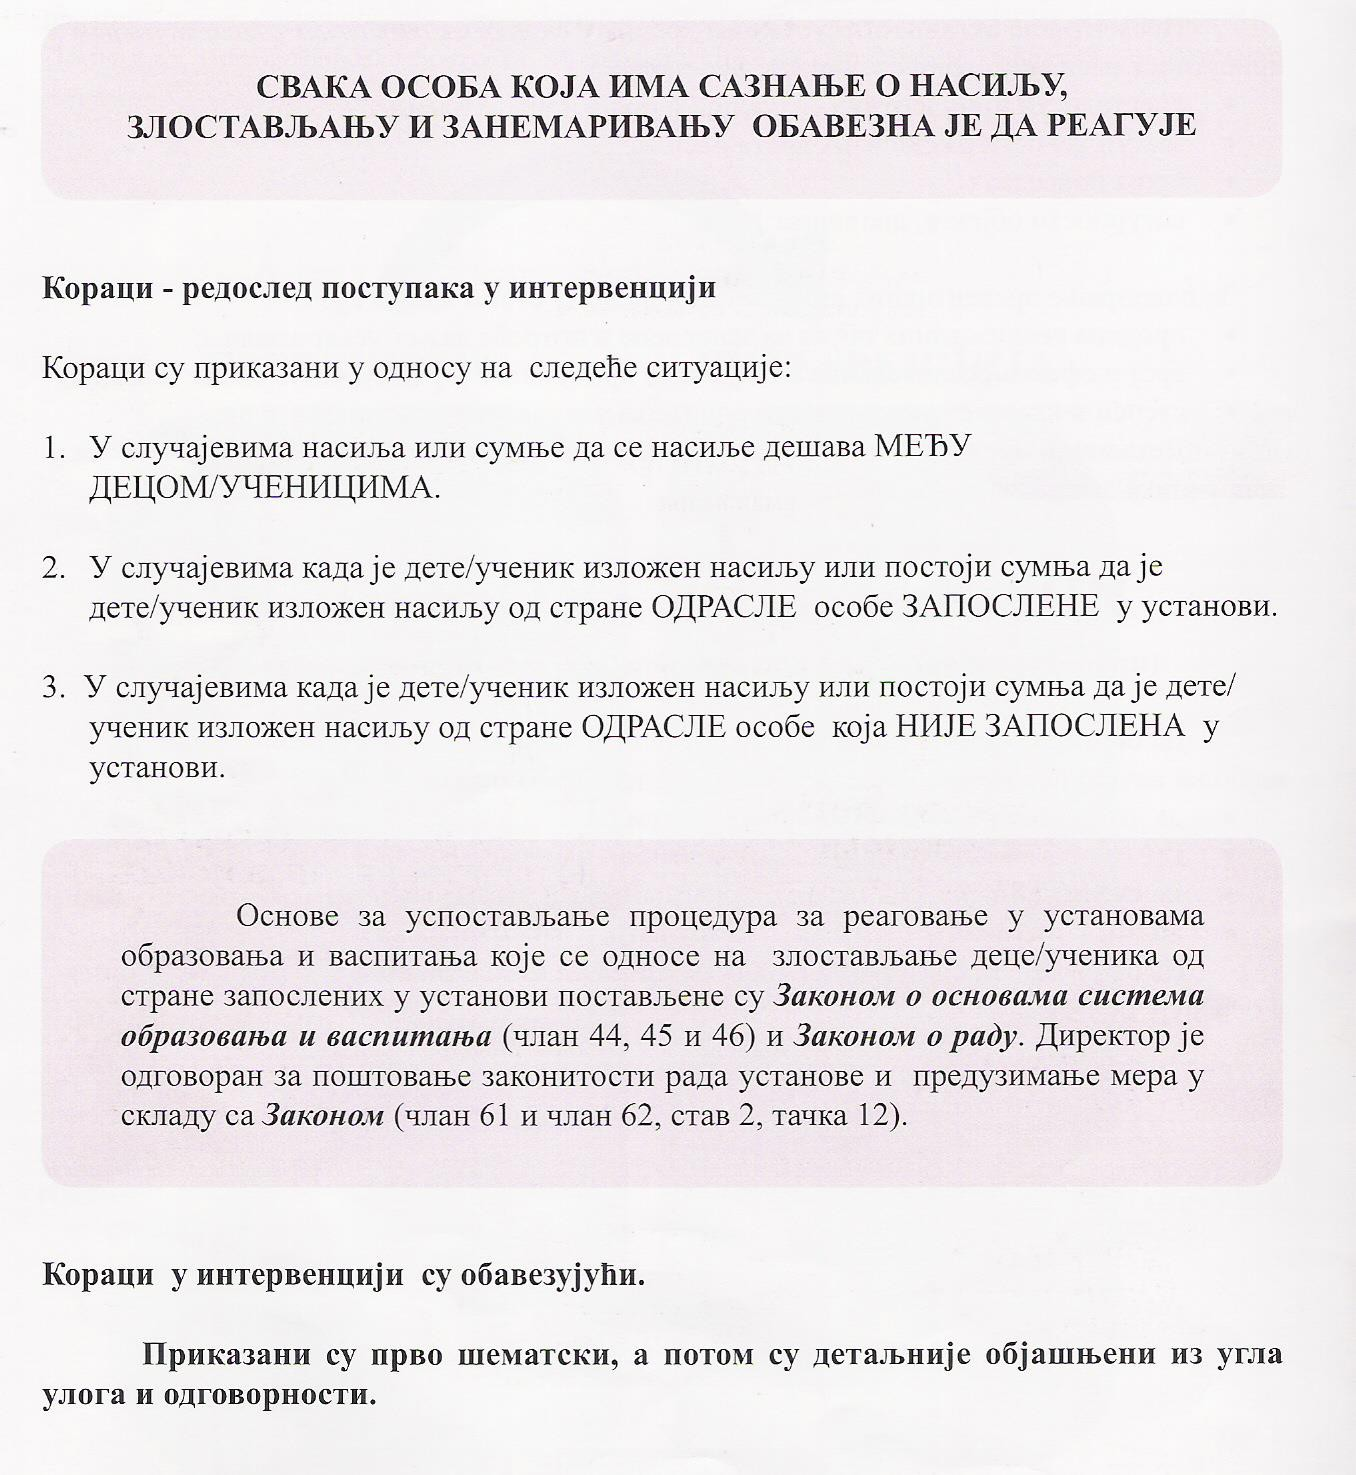 СВАКА ОСОБА КОЈА ИМА САЗНАЊЕ О НАСИЉУ,
ЗЛОСТАВЉАЊУ И ЗАНЕМАРИВАЊУ ОБАВЕЗНА ЈЕ ДА РЕАГУЈЕ
Кораци - редослед поступака у интервенцији
Кораци су приказани у односу на следеће ситуације:
1. У случајевима насиља или сумње да се насиље дешава МЕЂУ
ДЕЦОМ/УЧЕНИЦИМА.
2. У случајевима када је дете/ученик изложен насиљу или постоји сумња да је
дете/ученик изложен насиљу од стране ОДРАСЛЕ особе ЗАПОСЛЕНЕ у установи.
3. У случајевима када је дете/ученик изложен насиљу или постоји сумња да је дете/
ученик изложен насиљу од стране ОДРАСЛЕ особе која НИЈЕ ЗАПОСЛЕНА у
установи.
Основе за успостављање процедура за реаговање у установама
образовања и васпитања које се односе на злостављање деце/ученика од
стране запослених у установи постављене су Законом о основама система
образовања и васпитања (члан 44, 45 и 46) и Законом о раду. Директор је
одговоран за поштовање законитости рада установе и предузимање мера у
складу са Законом (члан 61 и члан 62, став 2, тачка 12).
Кораци у интервенцији су обавезујући.
Приказани су прво шематски, а потом су детаљније објашњени из угла
улога и одговорности.